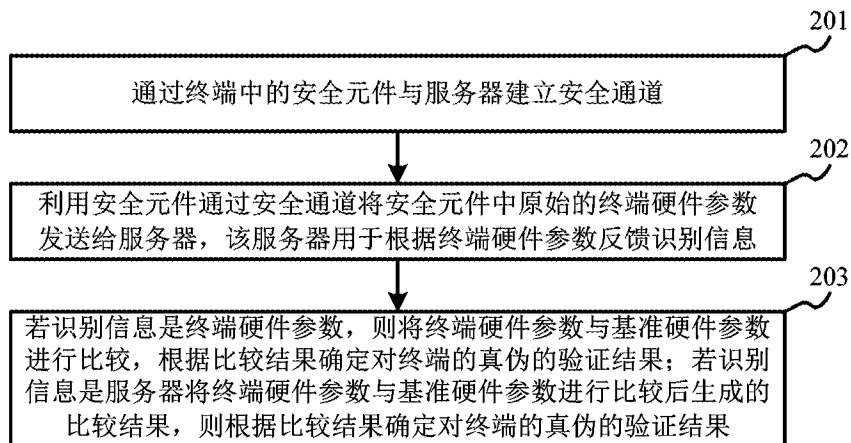 201
通过终端中的安全元件与服务器建立安全通道
202
利用安全元件通过安全通道将安全元件中原始的终端硬件参数
发送给服务器，该服务器用于根据终端硬件参数反馈识别信息
203
若识别信息是终端硬件参数，则将终端硬件参数与基准硬件参数
进行比较，根据比较结果确定对终端的真伪的验证结果；若识别
信息是服务器将终端硬件参数与基准硬件参数进行比较后生成的
比较结果，则根据比较结果确定对终端的真伪的验证结果